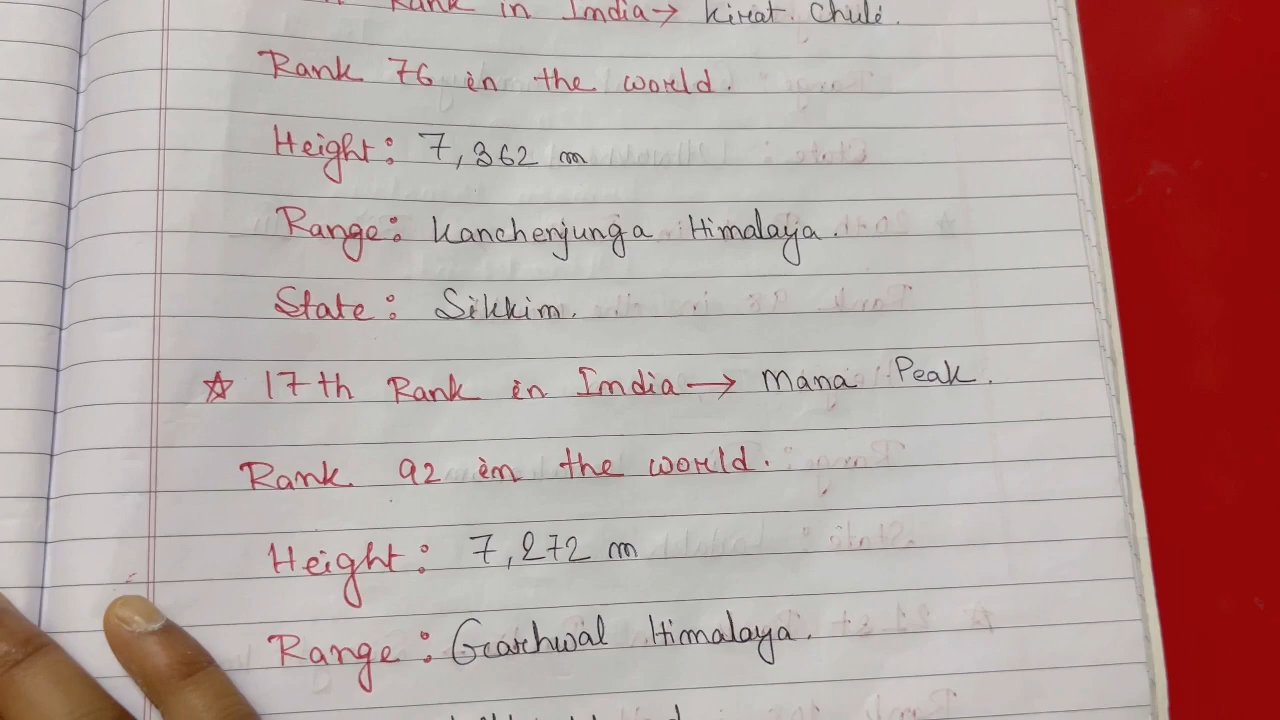 Rank in India → Kirat Chulé.
Rank 76 in the world.
Height: 7,362 m
Range: Kanchenjunga Himalaya.
State: Sikkim.
☆ 17th Rank in India → Mana Peak.
Rank 92 in the world.
Height: 7,272 m
Range: Garhwal Himalaya.